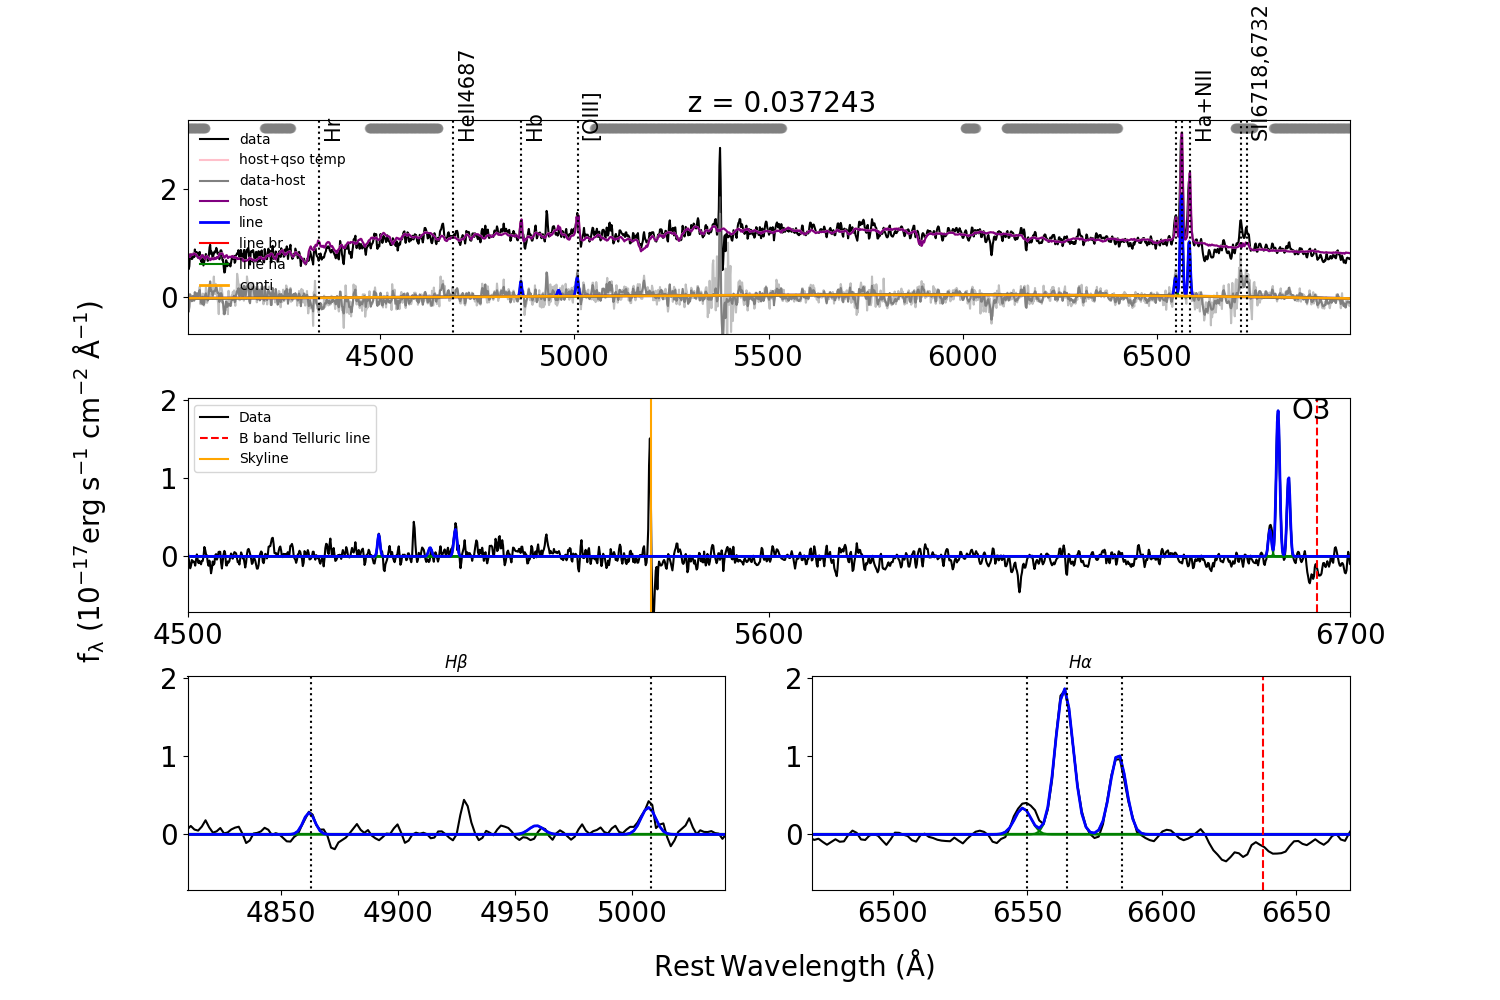 z = 0.037243
Hr
HeII4687
Hb
[OIII]
Ha+NII
SII6718,6732
data
host+qso temp
data-host
host
line
line br
line na
conti
2
0
4500 5000 5500 6000 6500
fλ (10⁻¹⁷erg s⁻¹ cm⁻² Å⁻¹)
Data
B band Telluric line
Skyline
O3
2
1
0
4500 5600 6700
Hβ
2
1
0
4850 4900 4950 5000
Hα
2
1
0
6500 6550 6600 6650
Rest Wavelength (Å)